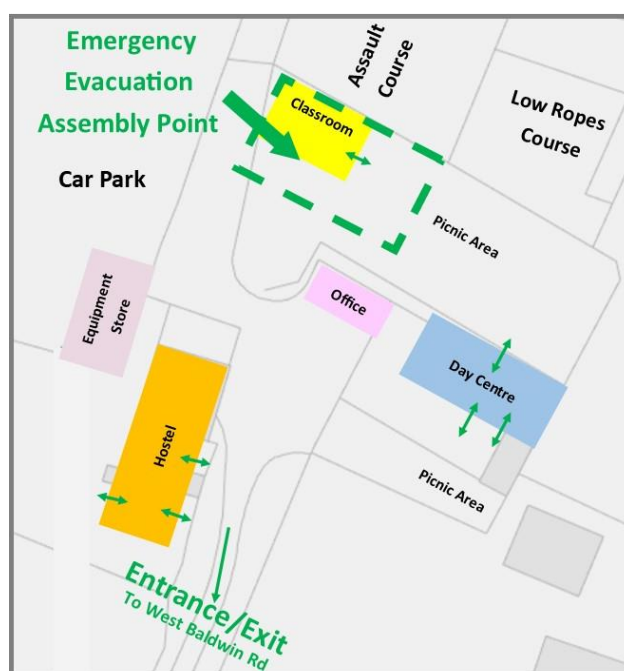 Emergency
Evacuation
Assembly Point
Assault
Course
Classroom
Low Ropes
Course
Car Park
Picnic Area
Equipment
Store
Office
Day Centre
Hostel
Picnic Area
Entrance/Exit
To West Baldwin Rd